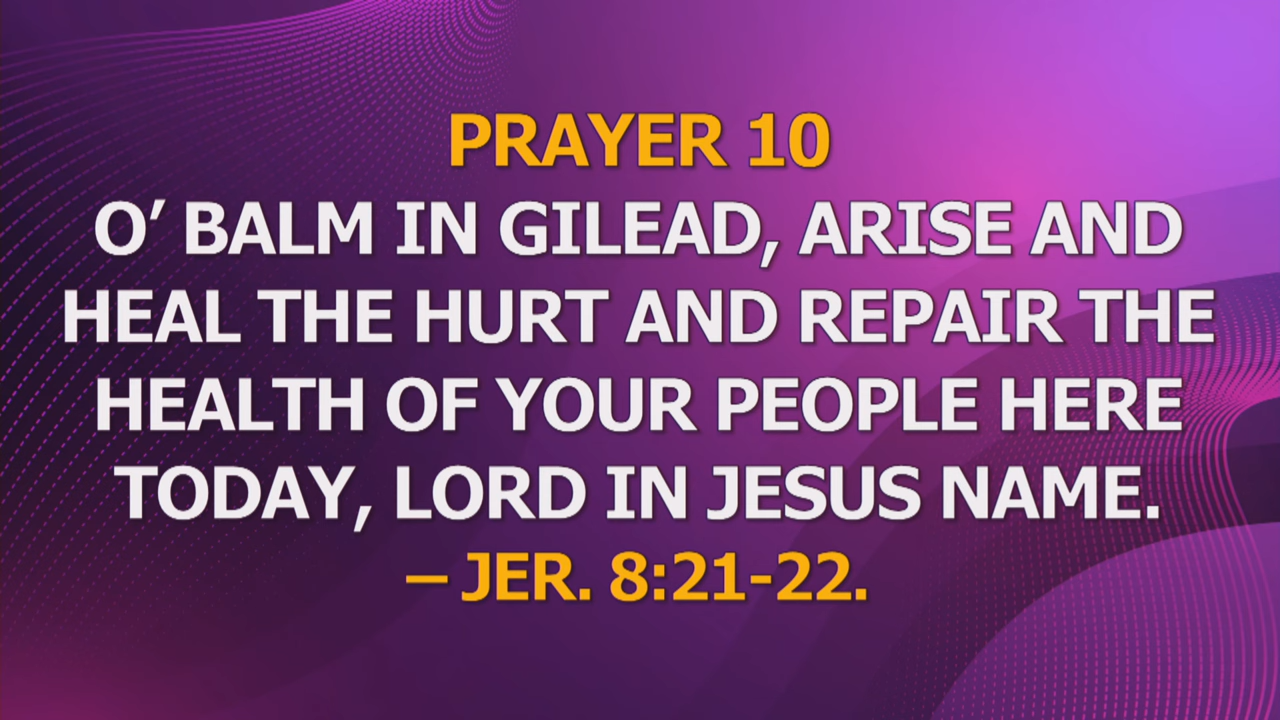 PRAYER 10
O’ BALM IN GILEAD, ARISE AND
HEAL THE HURT AND REPAIR THE
HEALTH OF YOUR PEOPLE HERE
TODAY, LORD IN JESUS NAME.
– JER. 8:21-22.